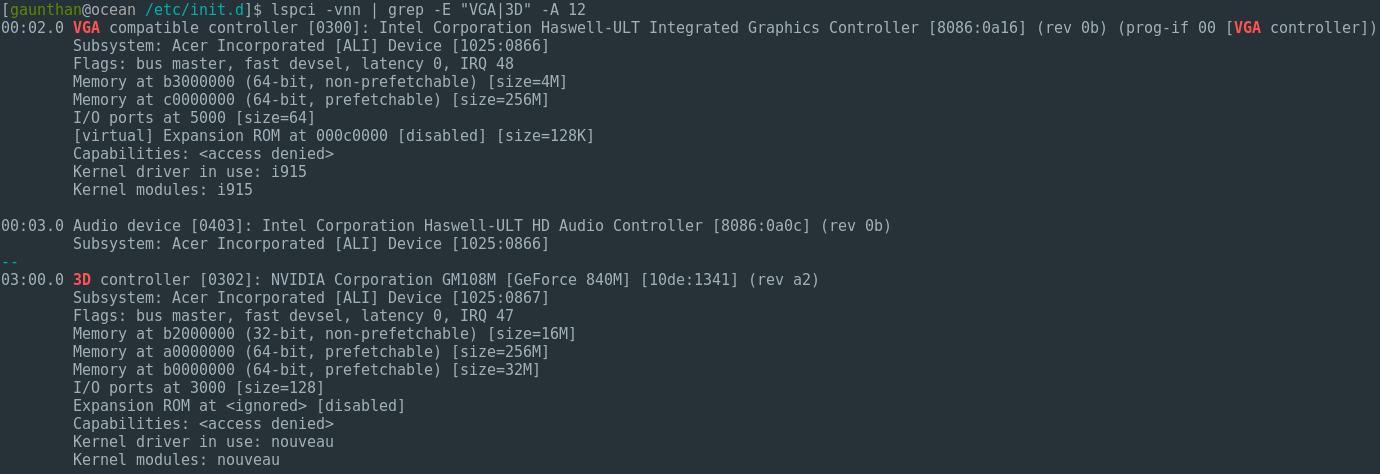 [gaunthan@ocean /etc/init.d]$ lspci -vnn | grep -E "VGA|3D" -A 12
00:02.0 VGA compatible controller [0300]: Intel Corporation Haswell-ULT Integrated Graphics Controller [8086:0a16] (rev 0b) (prog-if 00 [VGA controller])
        Subsystem: Acer Incorporated [ALI] Device [1025:0866]
        Flags: bus master, fast devsel, latency 0, IRQ 48
        Memory at b3000000 (64-bit, non-prefetchable) [size=4M]
        Memory at c0000000 (64-bit, prefetchable) [size=256M]
        I/O ports at 5000 [size=64]
        [virtual] Expansion ROM at 000c0000 [disabled] [size=128K]
        Capabilities: <access denied>
        Kernel driver in use: i915
        Kernel modules: i915

00:03.0 Audio device [0403]: Intel Corporation Haswell-ULT HD Audio Controller [8086:0a0c] (rev 0b)
        Subsystem: Acer Incorporated [ALI] Device [1025:0866]
--
03:00.0 3D controller [0302]: NVIDIA Corporation GM108M [GeForce 840M] [10de:1341] (rev a2)
        Subsystem: Acer Incorporated [ALI] Device [1025:0867]
        Flags: bus master, fast devsel, latency 0, IRQ 47
        Memory at b2000000 (32-bit, non-prefetchable) [size=16M]
        Memory at a0000000 (64-bit, prefetchable) [size=256M]
        Memory at b0000000 (64-bit, prefetchable) [size=32M]
        I/O ports at 3000 [size=128]
        Expansion ROM at <ignored> [disabled]
        Capabilities: <access denied>
        Kernel driver in use: nouveau
        Kernel modules: nouveau